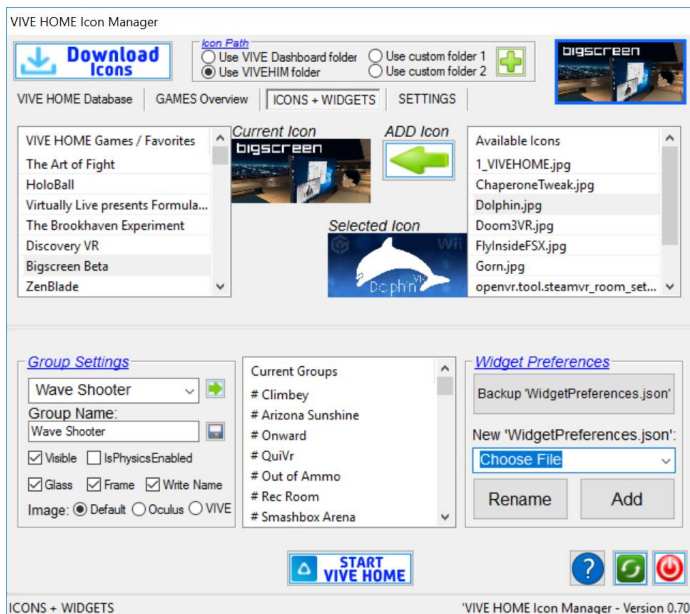 VIVE HOME Icon Manager
Download
Icons
Icon Path
Use VIVE Dashboard folder
Use custom folder 1
Use VIVEHIM folder
Use custom folder 2
bigscreen
VIVE HOME Database
GAMES Overview
ICONS + WIDGETS
SETTINGS
VIVE HOME Games / Favorites
The Art of Fight
HoloBall
Virtually Live presents Formula...
The Brookhaven Experiment
Discovery VR
Bigscreen Beta
ZenBlade
Current Icon
bigscreen
ADD Icon
Selected Icon
Wii
Dolphin VR
Available Icons
1_VIVEHOME.jpg
ChaperoneTweak.jpg
Dolphin.jpg
Doom3VR.jpg
FlyInsideFSX.jpg
Gorn.jpg
openvr.tool.steamvr_room_set...
Group Settings
Wave Shooter
Group Name:
Wave Shooter
Visible
IsPhysicsEnabled
Glass
Frame
Write Name
Image:
Default
Oculus
VIVE
Current Groups
# Climbey
# Arizona Sunshine
# Onward
# QuiVr
# Out of Ammo
# Rec Room
# Smashbox Arena
Widget Preferences
Backup 'WidgetPreferences.json'
New 'WidgetPreferences.json':
Choose File
Rename
Add
START
VIVE HOME
?
ICONS + WIDGETS
'VIVE HOME Icon Manager - Version 0.70